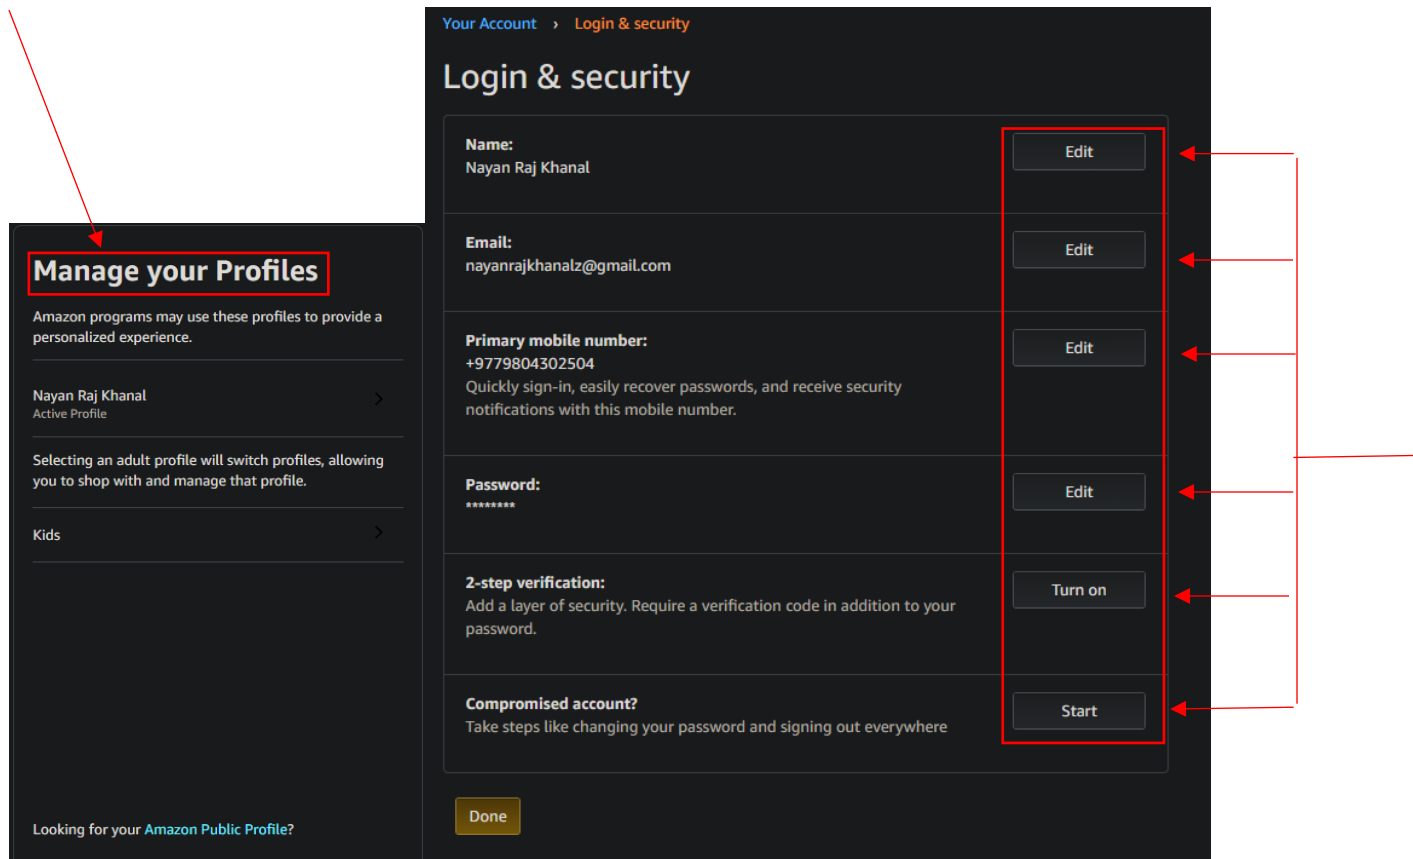 Your Account › Login & security
Login & security
Name:
Nayan Raj Khanal
Edit
Email:
nayanrajkhanalz@gmail.com
Edit
Primary mobile number:
+9779804302504
Quickly sign-in, easily recover passwords, and receive security
notifications with this mobile number.
Edit
Password:
********
Edit
2-step verification:
Add a layer of security. Require a verification code in addition to your
password.
Turn on
Compromised account?
Take steps like changing your password and signing out everywhere
Start
Done
Manage your Profiles
Amazon programs may use these profiles to provide a
personalized experience.
Nayan Raj Khanal
Active Profile
Selecting an adult profile will switch profiles, allowing
you to shop with and manage that profile.
Kids
Looking for your Amazon Public Profile?